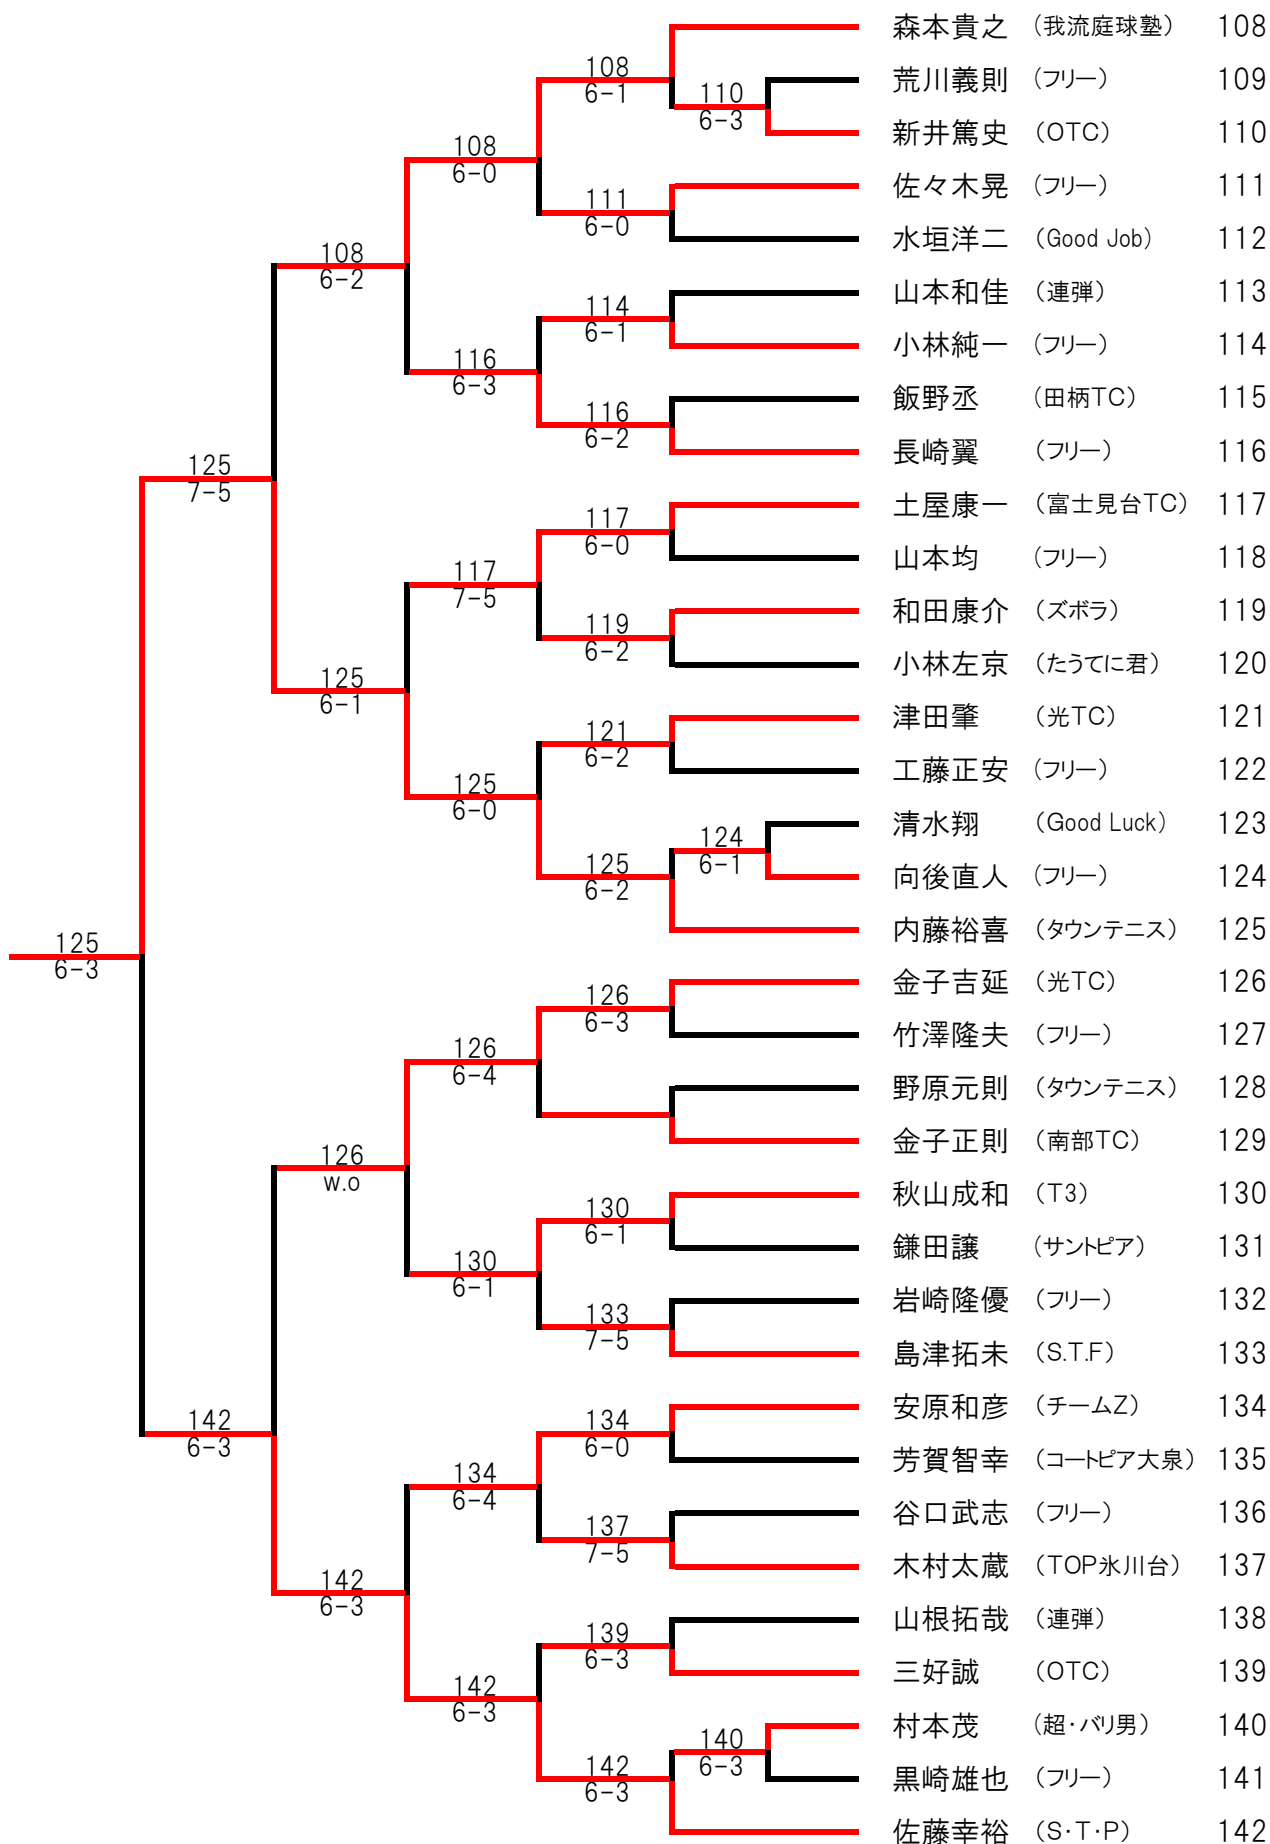 森本貴之 (我流庭球塾) 108
108
6-1
荒川義則 (フリー) 109
110
6-3
新井篤史 (OTC) 110
108
6-0
佐々木晃 (フリー) 111
111
6-0
水垣洋二 (Good Job) 112
108
6-2
山本和佳 (連弾) 113
114
6-1
小林純一 (フリー) 114
116
6-3
飯野丞 (田柄TC) 115
116
6-2
長崎翼 (フリー) 116
125
7-5
土屋康一 (富士見台TC) 117
117
6-0
山本均 (フリー) 118
117
7-5
和田康介 (ズボラ) 119
119
6-2
小林左京 (たうてに君) 120
125
6-1
津田肇 (光TC) 121
121
6-2
工藤正安 (フリー) 122
125
6-0
清水翔 (Good Luck) 123
124
6-1
向後直人 (フリー) 124
125
6-2
内藤裕喜 (タウンテニス) 125
125
6-3
金子吉延 (光TC) 126
126
6-3
竹澤隆夫 (フリー) 127
126
6-4
野原元則 (タウンテニス) 128
金子正則 (南部TC) 129
126
w.o
秋山成和 (T3) 130
130
6-1
鎌田譲 (サントピア) 131
130
6-1
岩崎隆優 (フリー) 132
133
7-5
島津拓未 (S.T.F) 133
142
6-3
安原和彦 (チームZ) 134
134
6-0
芳賀智幸 (コートピア大泉) 135
134
6-4
谷口武志 (フリー) 136
137
7-5
木村太蔵 (TOP氷川台) 137
142
6-3
山根拓哉 (連弾) 138
139
6-3
三好誠 (OTC) 139
142
6-3
村本茂 (超・バリ男) 140
140
6-3
黒崎雄也 (フリー) 141
142
6-3
佐藤幸裕 (S・T・P) 142